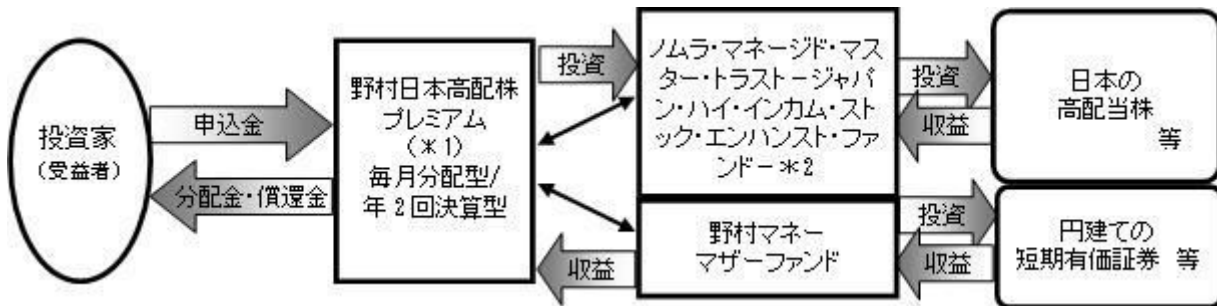 投資家
(受益者)
申込金
分配金・償還金
野村日本高配株
プレミアム
(*1)
毎月分配型/
年2回決算型
投資
収益
ノムラ・マネージド・マス
ター・トラストージャパ
ン・ハイ・インカム・スト
ック・エンハンスト・ファ
ンドー*2
野村マネー
マザーファンド
投資
収益
日本の
高配当株
等
投資
収益
円建ての
短期有価証券 等